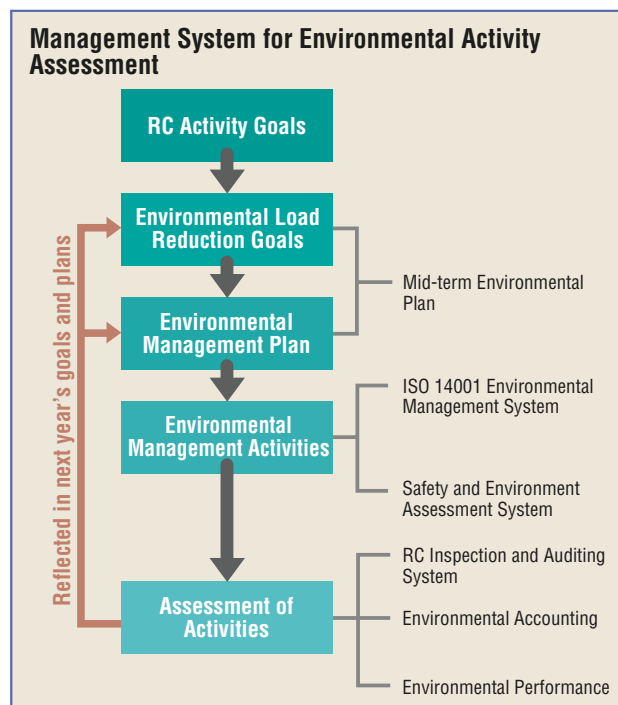 Management System for Environmental Activity
Assessment
RC Activity Goals
Environmental Load
Reduction Goals
Mid-term Environmental
Plan
Environmental
Management Plan
Environmental
Management Activities
ISO 14001 Environmental
Management System
Safety and Environment
Assessment System
Assessment of
Activities
RC Inspection and Auditing
System
Environmental Accounting
Environmental Performance
Reflected in next year's goals and plans